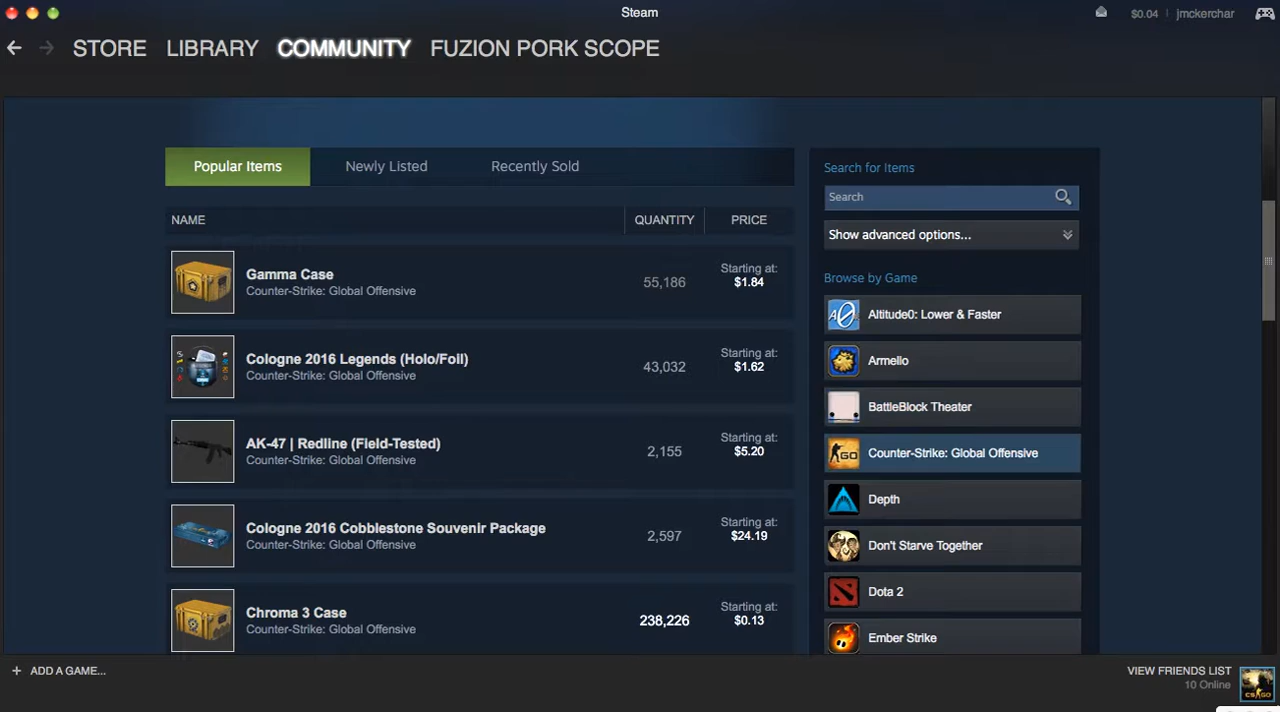 Steam
$0.04 | jmckerchar
STORE LIBRARY COMMUNITY FUZION PORK SCOPE
Popular Items Newly Listed Recently Sold
NAME QUANTITY PRICE
Gamma Case
Counter-Strike: Global Offensive
55,186
Starting at:
$1.84
Cologne 2016 Legends (Holo/Foil)
Counter-Strike: Global Offensive
43,032
Starting at:
$1.62
AK-47 | Redline (Field-Tested)
Counter-Strike: Global Offensive
2,155
Starting at:
$5.20
Cologne 2016 Cobblestone Souvenir Package
Counter-Strike: Global Offensive
2,597
Starting at:
$24.19
Chroma 3 Case
Counter-Strike: Global Offensive
238,226
Starting at:
$0.13
Search for Items
Search
Show advanced options...
Browse by Game
Altitude0: Lower & Faster
Armello
BattleBlock Theater
GO Counter-Strike: Global Offensive
Depth
Don't Starve Together
Dota 2
Ember Strike
+ ADD A GAME...
VIEW FRIENDS LIST
10 Online
CS GO